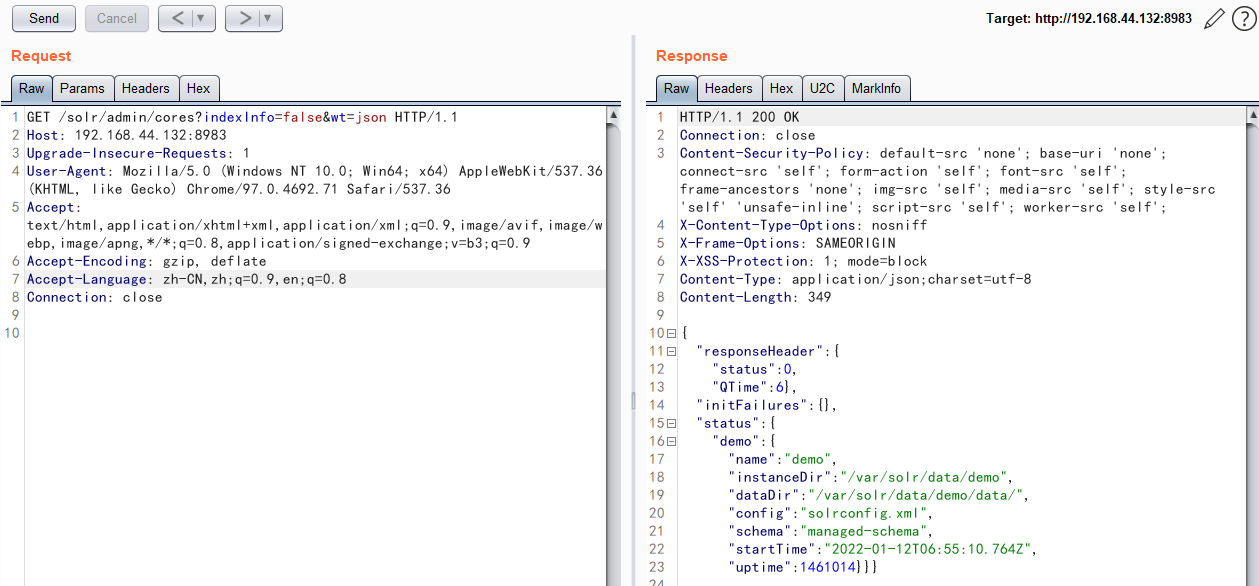 Send
Cancel
<
>
Target: http://192.168.44.132:8983
?
Request
Raw Params Headers Hex
1 GET /solr/admin/cores?indexInfo=false&wt=json HTTP/1.1
2 Host: 192.168.44.132:8983
3 Upgrade-Insecure-Requests: 1
4 User-Agent: Mozilla/5.0 (Windows NT 10.0; Win64; x64) AppleWebKit/537.36
(KHTML, like Gecko) Chrome/97.0.4692.71 Safari/537.36
5 Accept:
text/html,application/xhtml+xml,application/xml;q=0.9,image/avif,image/w
ebp,image/apng,*/*;q=0.8,application/signed-exchange;v=b3;q=0.9
6 Accept-Encoding: gzip, deflate
7 Accept-Language: zh-CN,zh;q=0.9,en;q=0.8
8 Connection: close
9
10
Response
Raw Headers Hex U2C MarkInfo
1 HTTP/1.1 200 OK
2 Connection: close
3 Content-Security-Policy: default-src 'none'; base-uri 'none';
connect-src 'self'; form-action 'self'; font-src 'self';
frame-ancestors 'none'; img-src 'self'; media-src 'self'; style-src
'self' 'unsafe-inline'; script-src 'self'; worker-src 'self';
4 X-Content-Type-Options: nosniff
5 X-Frame-Options: SAMEORIGIN
6 X-XSS-Protection: 1; mode=block
7 Content-Type: application/json;charset=utf-8
8 Content-Length: 349
9
10 {
11 "responseHeader":{
12 "status":0,
13 "QTime":6},
14 "initFailures":{},
15 "status":{
16 "demo":{
17 "name":"demo",
18 "instanceDir":"/var/solr/data/demo",
19 "dataDir":"/var/solr/data/demo/data/",
20 "config":"solrconfig.xml",
21 "schema":"managed-schema",
22 "startTime":"2022-01-12T06:55:10.764Z",
23 "uptime":1461014}}}
24